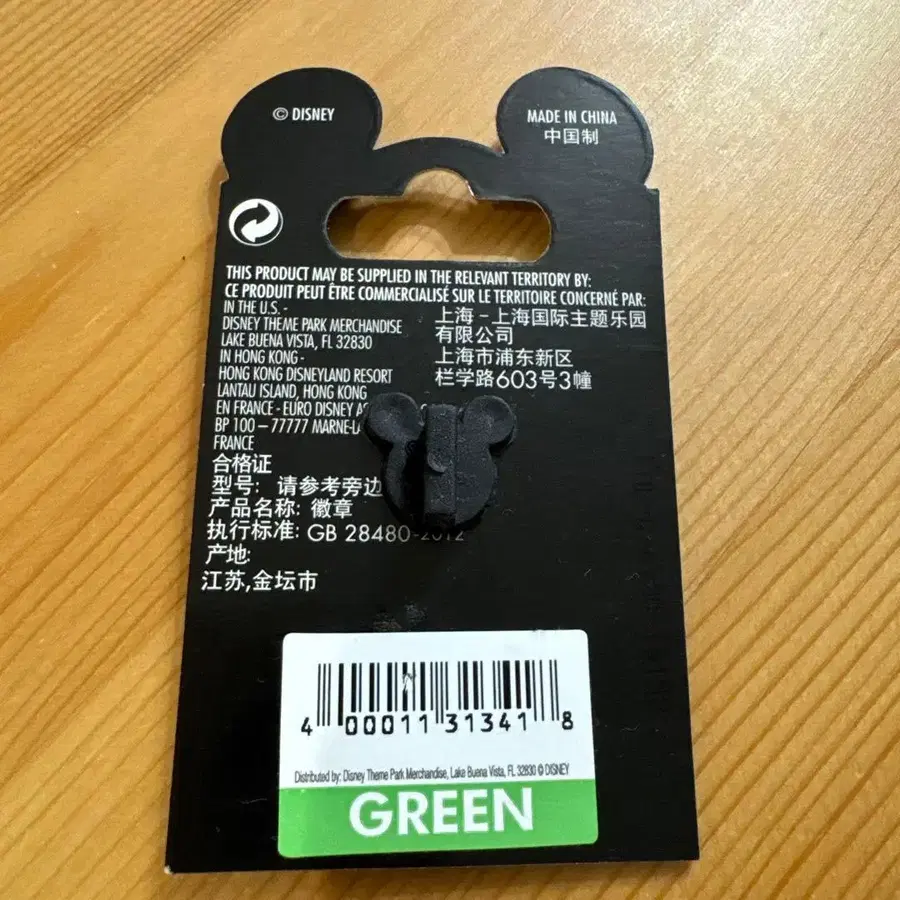 © DISNEY
MADE IN CHINA
中国制
THIS PRODUCT MAY BE SUPPLIED IN THE RELEVANT TERRITORY BY:
CE PRODUIT PEUT ÊTRE COMMERCIALISÉ SUR LE TERRITOIRE CONCERNÉ PAR:
IN THE U.S. -
DISNEY THEME PARK MERCHANDISE
LAKE BUENA VISTA, FL 32830
IN HONG KONG -
HONG KONG DISNEYLAND RESORT
LANTAU ISLAND, HONG KONG
EN FRANCE - EURO DISNEY
BP 100 – 77777 MARNE-LA
FRANCE
上海 – 上海国际主题乐园
有限公司
上海市浦东新区
栏学路603号3幢
合格证
型号: 请参考旁边
产品名称: 徽章
执行标准: GB 28480-2012
产地:
江苏,金坛市
4 00011 31341 8
Distributed by: Disney Theme Park Merchandise, Lake Buena Vista, FL 32830 © DISNEY
GREEN